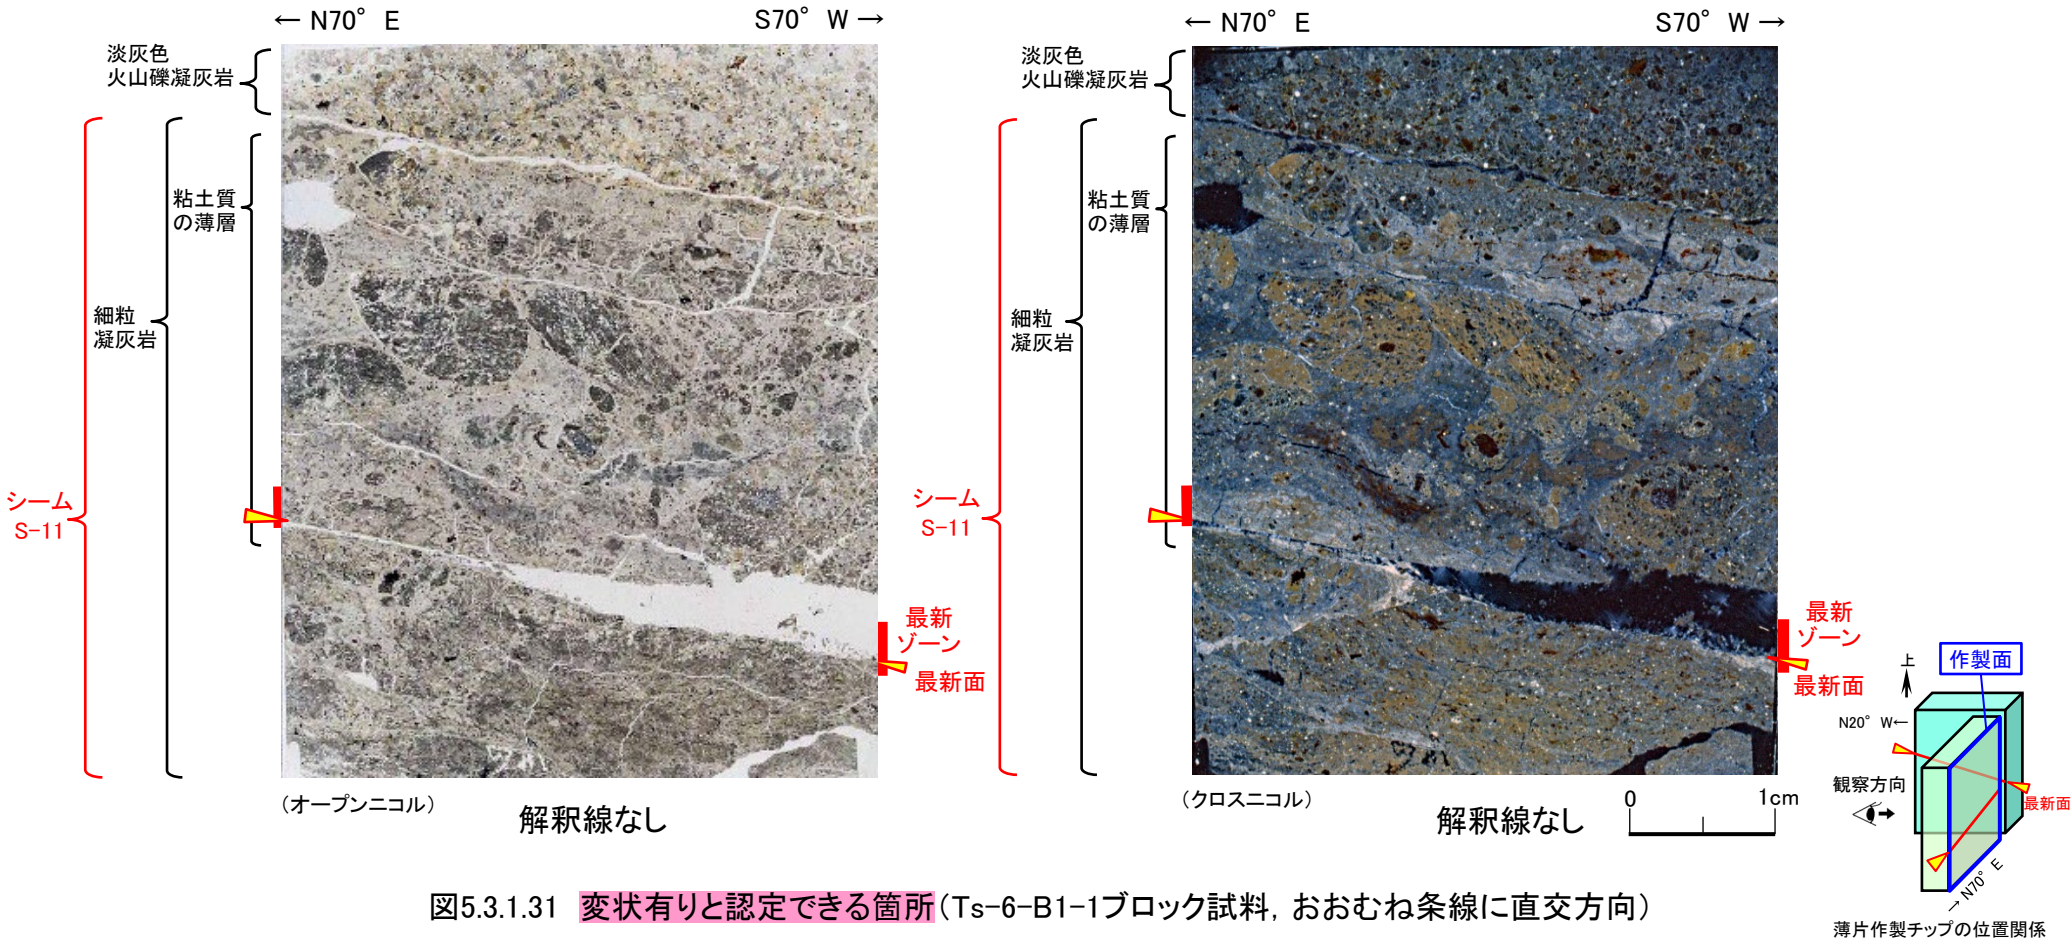 ← N70° E
S70° W →
← N70° E
S70° W →
淡灰色
火山礫凝灰岩
淡灰色
火山礫凝灰岩
粘土質
の薄層
粘土質
の薄層
細粒
凝灰岩
細粒
凝灰岩
シーム
S-11
シーム
S-11
最新
ゾーン
最新面
最新
ゾーン
最新面
(オープンニコル)
解釈線なし
(クロスニコル)
解釈線なし
0
1cm
上
作製面
N20° W←
観察方向
最新面
→ N70° E
薄片作製チップの位置関係
図5.3.1.31 変状有りと認定できる箇所(Ts-6-B1-1ブロック試料, おおむね条線に直交方向)